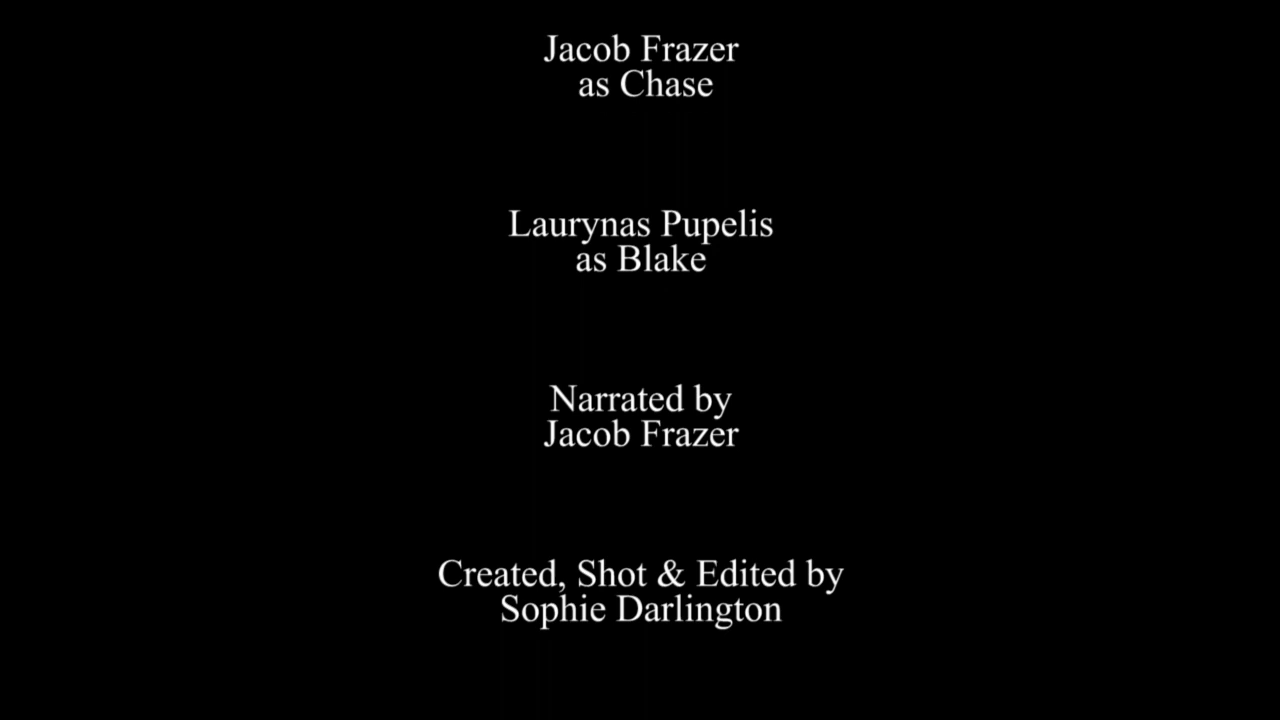 Jacob Frazer
as Chase
Laurynas Pupelis
as Blake
Narrated by
Jacob Frazer
Created, Shot & Edited by
Sophie Darlington